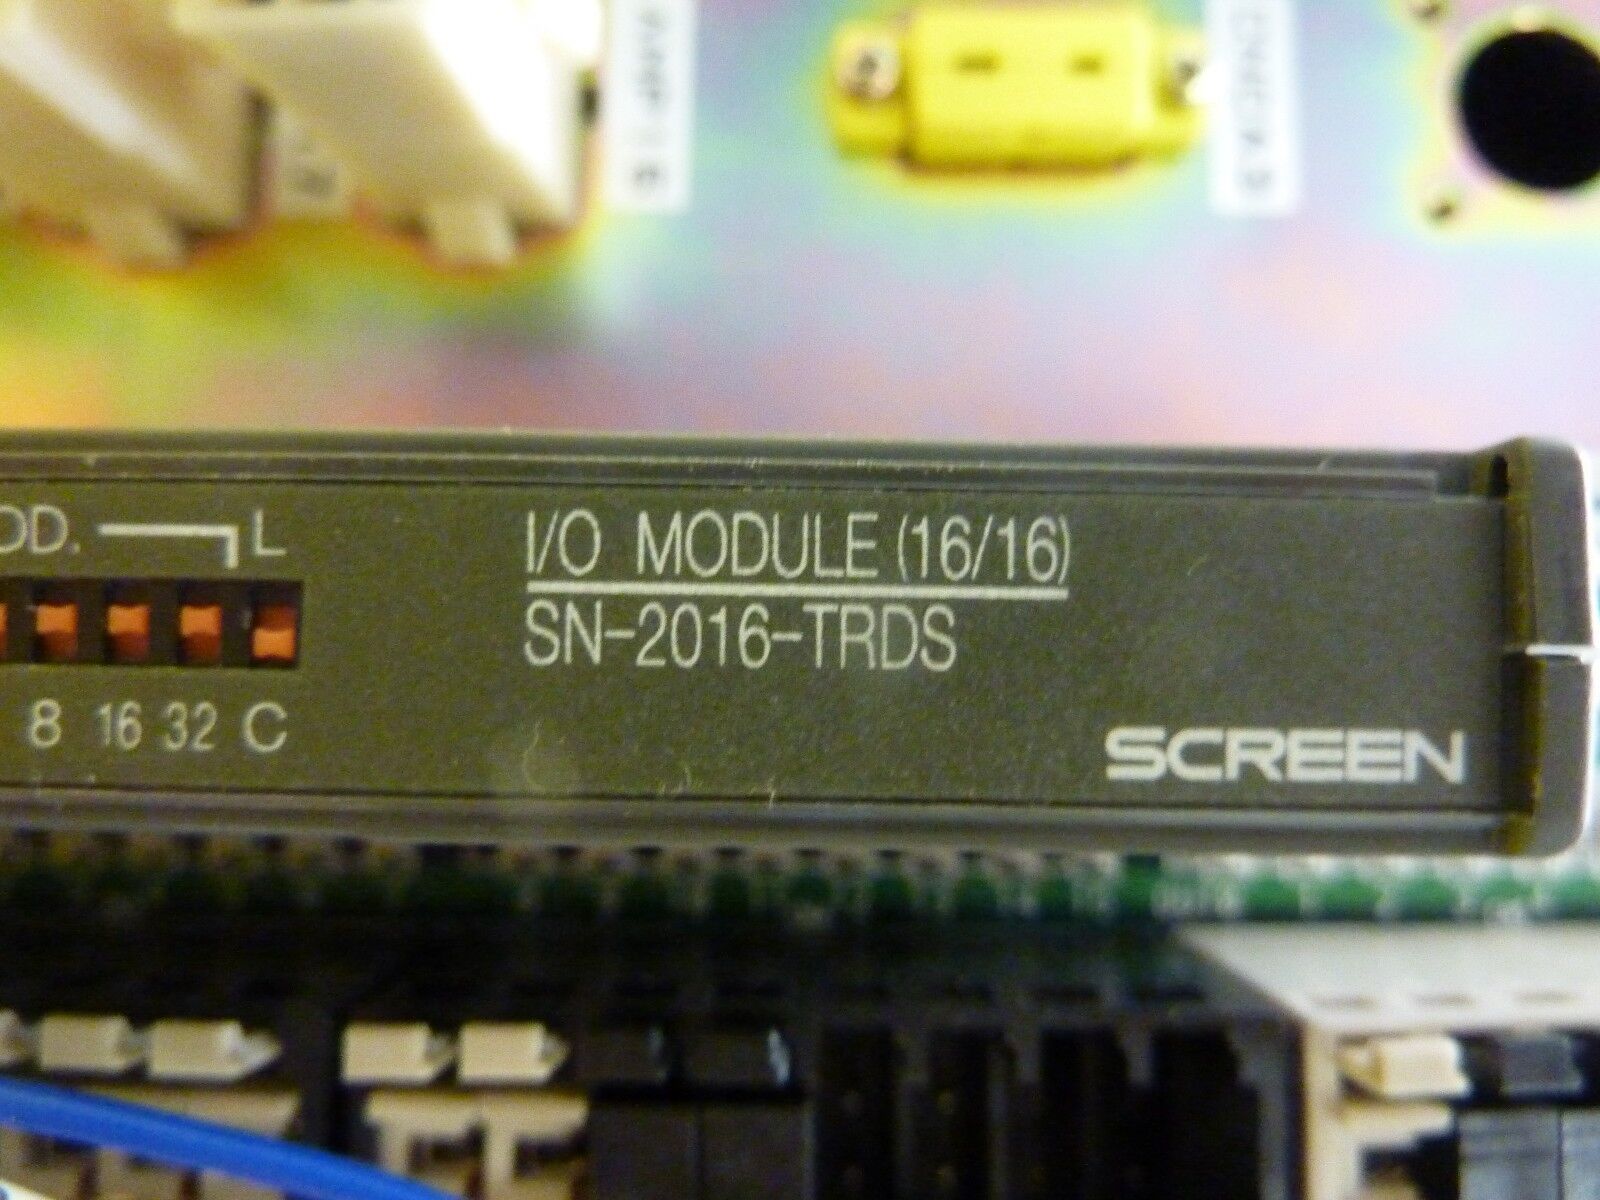 DD. L
I/O MODULE (16/16)
SN-2016-TRDS
8 16 32 C
SCREEN